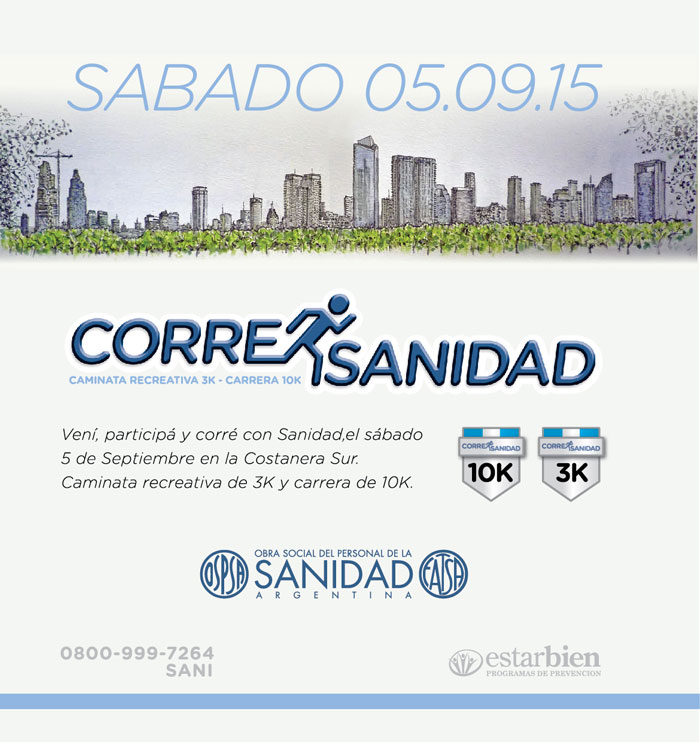 SABADO 05.09.15
CORRE SANIDAD
CAMINATA RECREATIVA 3K - CARRERA 10K
Vení, participá y corré con Sanidad,el sábado
5 de Septiembre en la Costanera Sur.
Caminata recreativa de 3K y carrera de 10K.
CORRE SANIDAD
10K
CORRE SANIDAD
3K
OSPSA
OBRA SOCIAL DEL PERSONAL DE LA
SANIDAD
ARGENTINA
FATSA
0800-999-7264
SANI
estarbien
PROGRAMAS DE PREVENCION